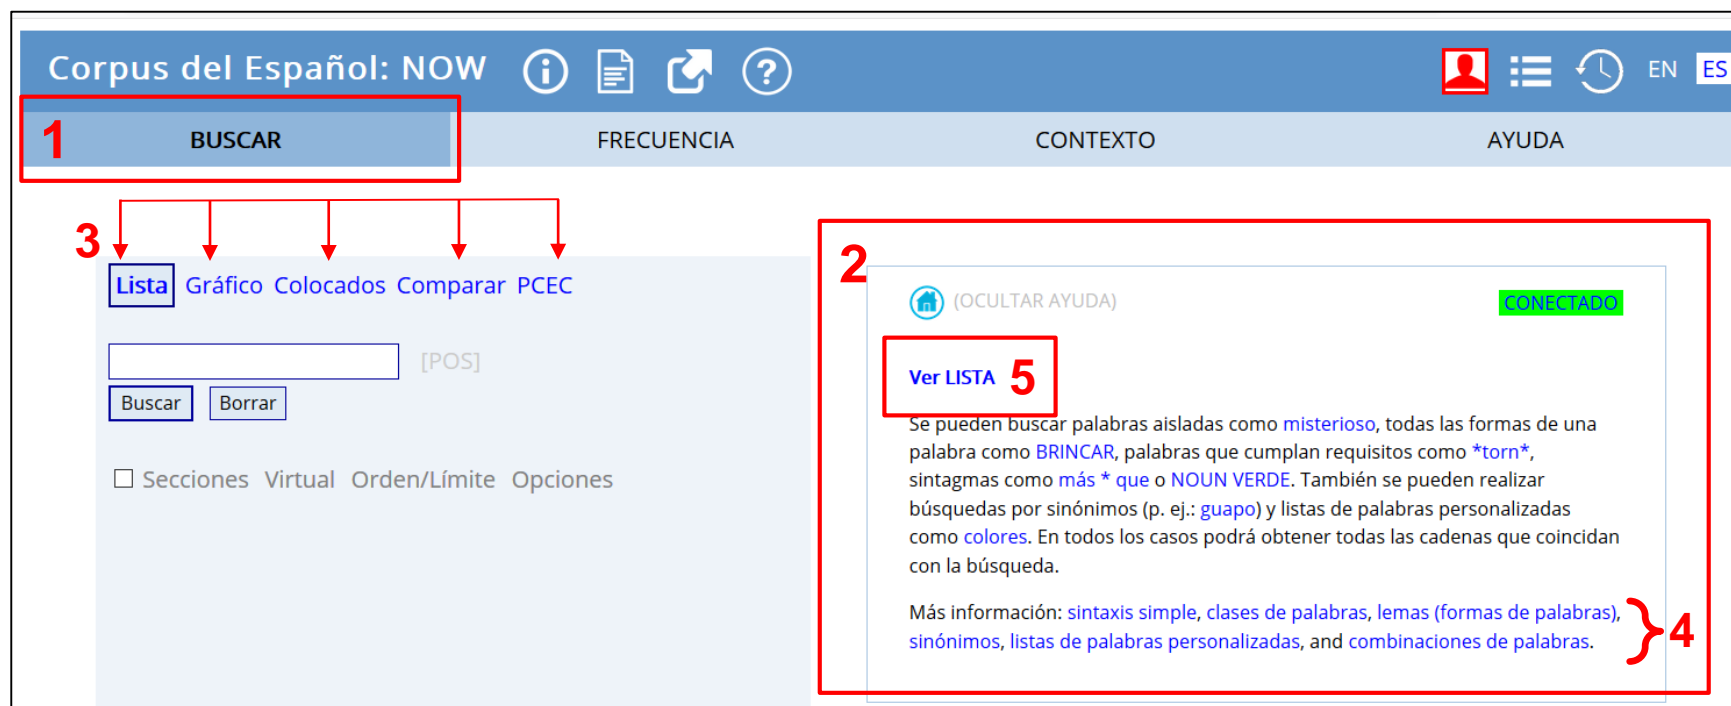 Corpus del Español: NOW
EN ES
1 BUSCAR FRECUENCIA CONTEXTO AYUDA
3
Lista Gráfico Colocados Comparar PCEC
[POS]
Buscar Borrar
Secciones Virtual Orden/Límite Opciones
2
(OCULTAR AYUDA) CONECTADO
Ver LISTA 5
Se pueden buscar palabras aisladas como misterioso, todas las formas de una
palabra como BRINCAR, palabras que cumplan requisitos como *torn*,
sintagmas como más * que o NOUN VERDE. También se pueden realizar
búsquedas por sinónimos (p. ej.: guapo) y listas de palabras personalizadas
como colores. En todos los casos podrá obtener todas las cadenas que coincidan
con la búsqueda.
Más información: sintaxis simple, clases de palabras, lemas (formas de palabras),
sinónimos, listas de palabras personalizadas, and combinaciones de palabras.
4